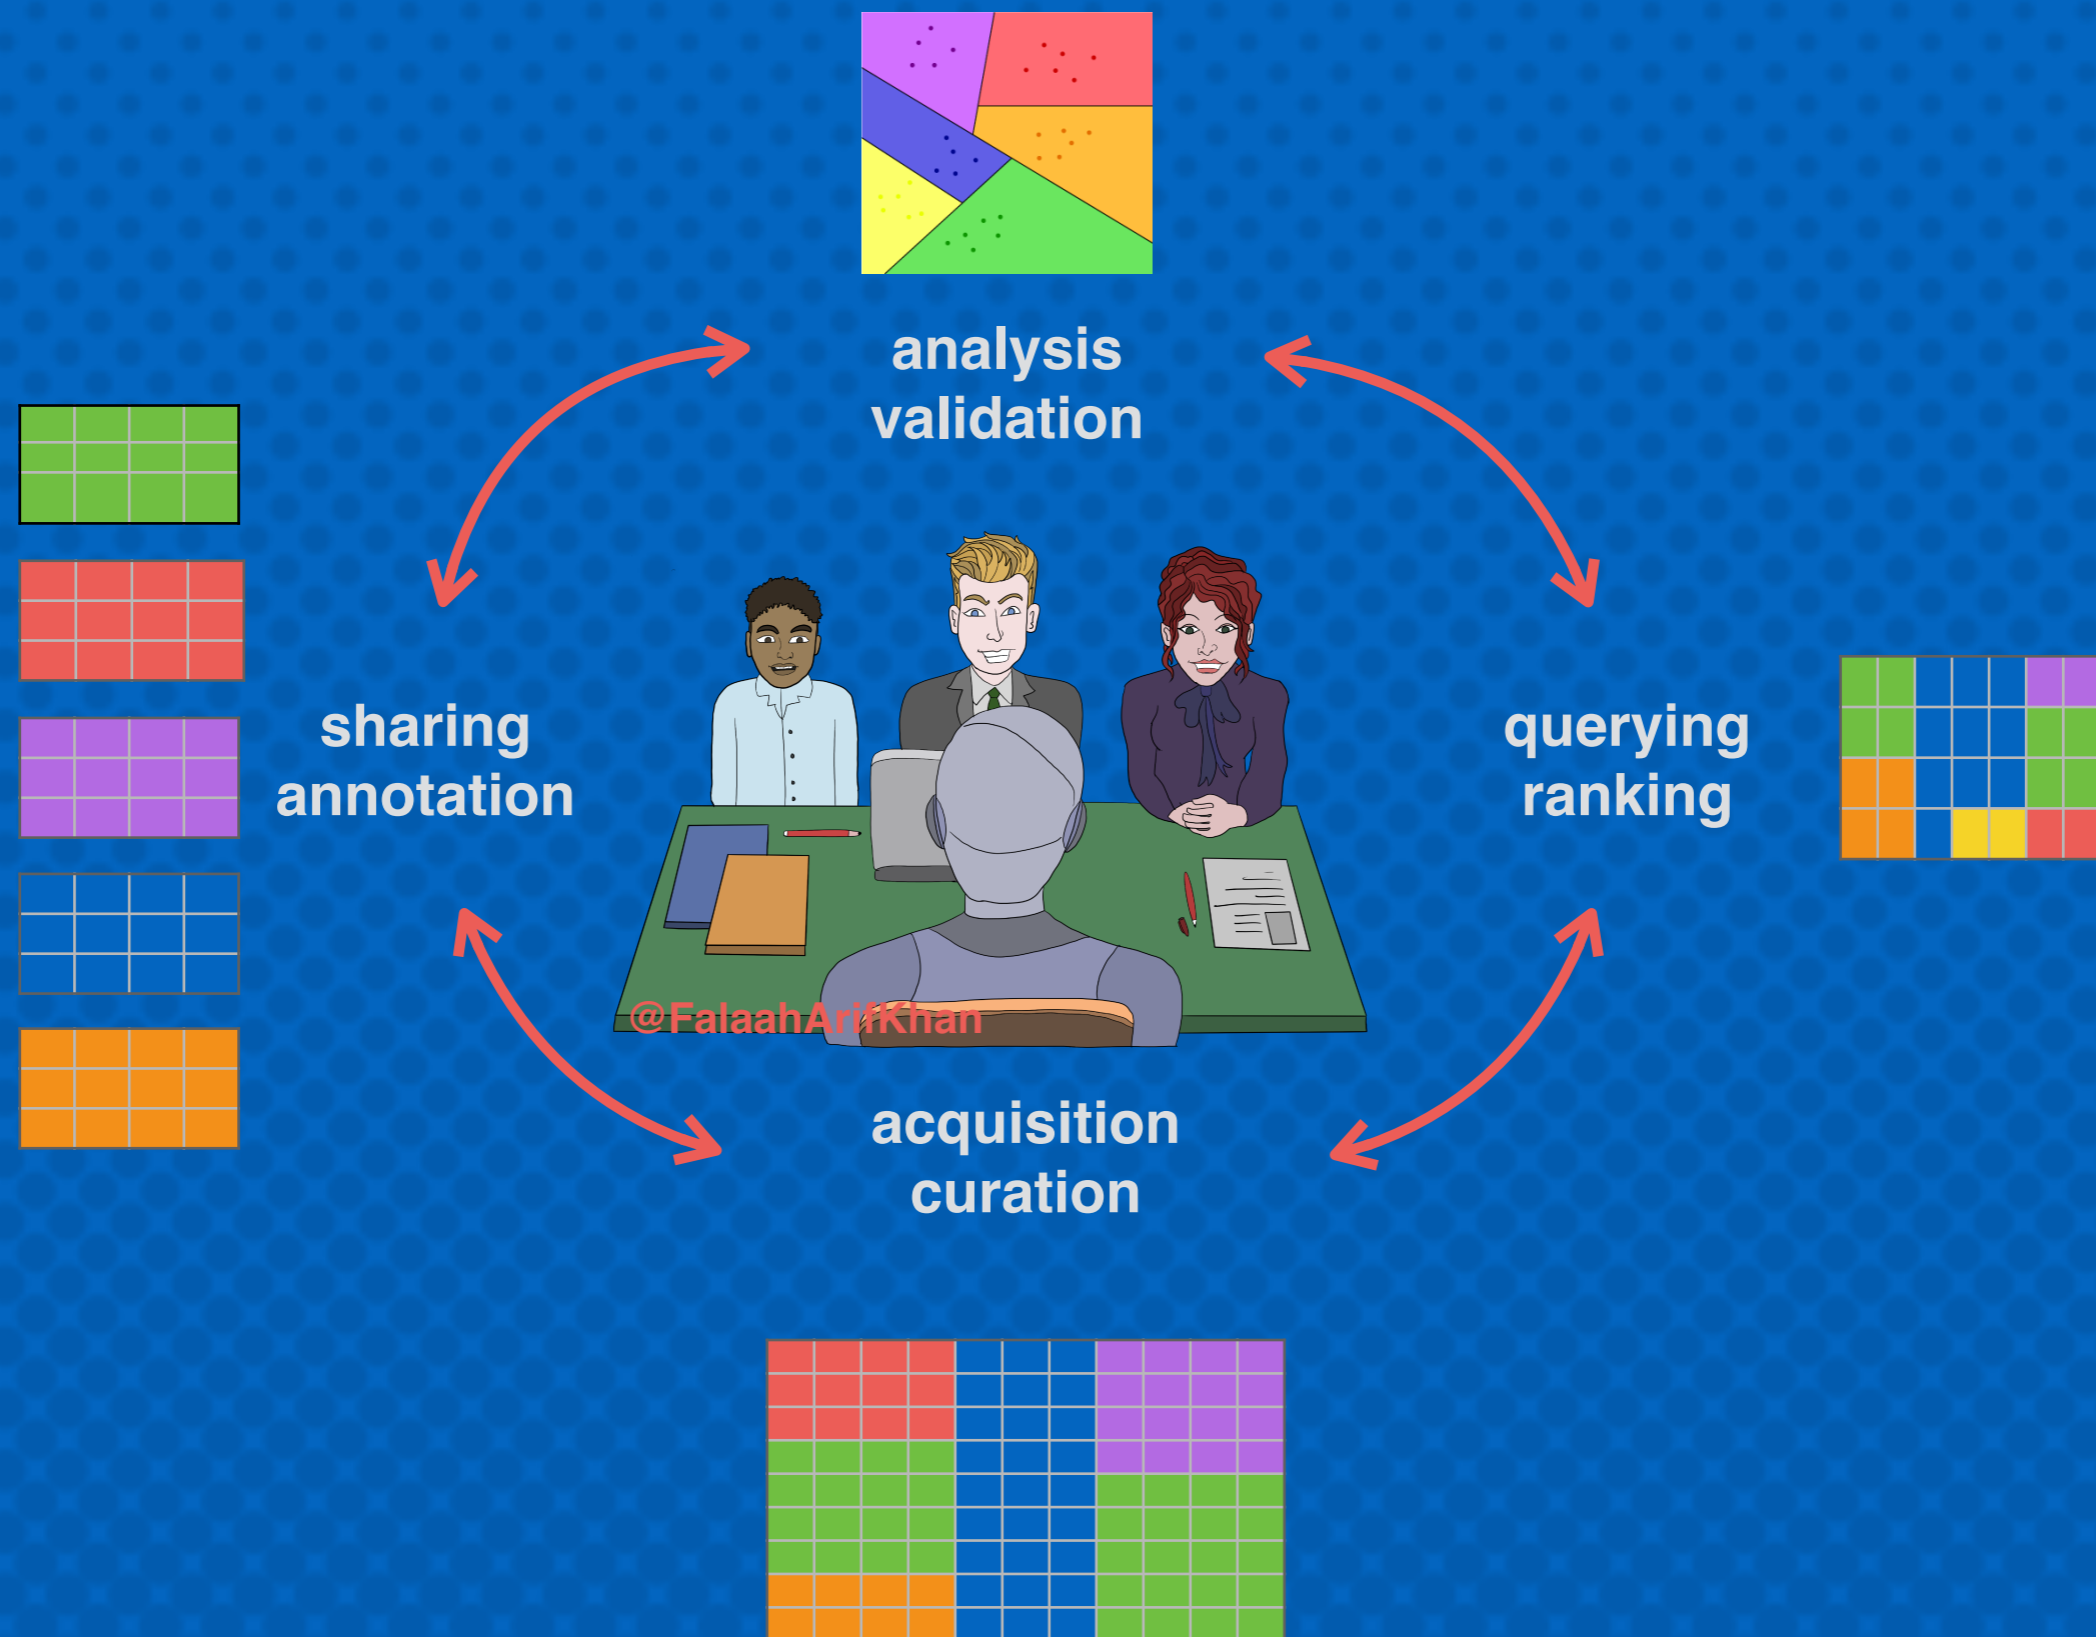 analysis
validation
sharing
annotation
querying
ranking
@FalaahArifKhan
acquisition
curation